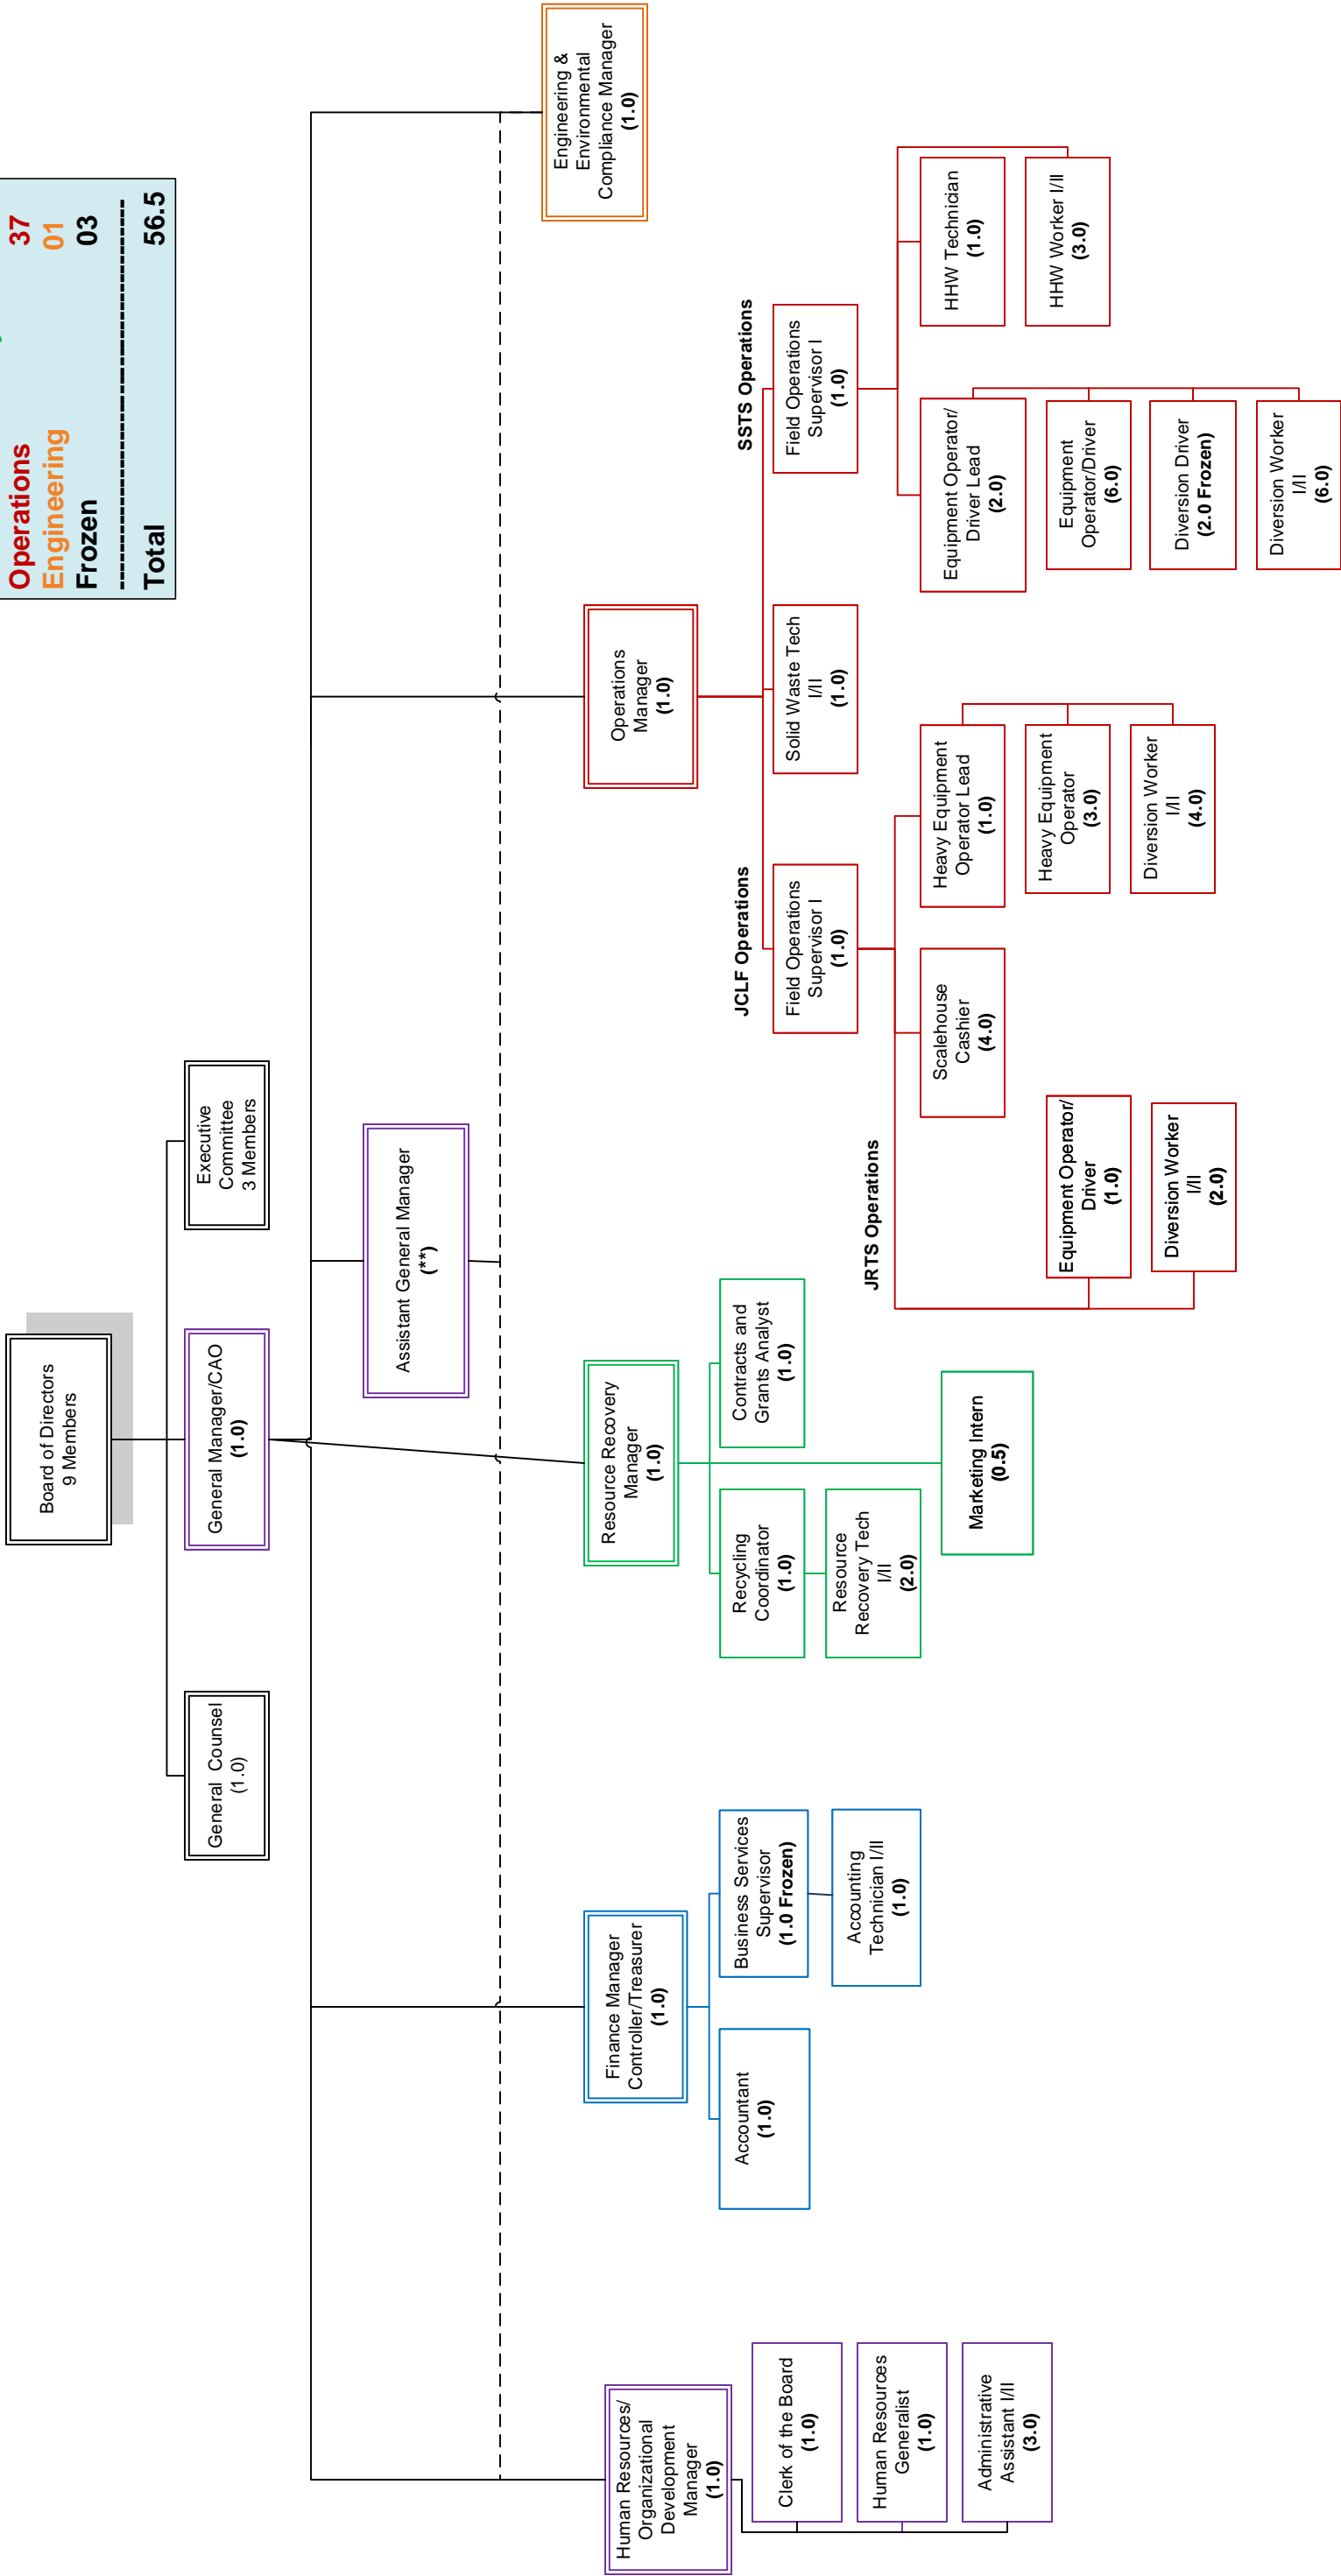 Operations 37
Engineering 01
Frozen 03
Total 56.5
Board of Directors
9 Members
General Counsel
(1.0)
General Manager/CAO
(1.0)
Executive
Committee
3 Members
Assistant General Manager
(**)
Human Resources/
Organizational
Development
Manager
(1.0)
Clerk of the Board
(1.0)
Human Resources
Generalist
(1.0)
Administrative
Assistant I/II
(3.0)
Finance Manager
Controller/Treasurer
(1.0)
Accountant
(1.0)
Business Services
Supervisor
(1.0 Frozen)
Accounting
Technician I/II
(1.0)
Resource Recovery
Manager
(1.0)
Recycling
Coordinator
(1.0)
Resource
Recovery Tech
I/II
(2.0)
Contracts and
Grants Analyst
(1.0)
Marketing Intern
(0.5)
Operations
Manager
(1.0)
JCLF Operations
Field Operations
Supervisor I
(1.0)
JRTS Operations
Equipment Operator/
Driver
(1.0)
Diversion Worker
I/II
(2.0)
Scalehouse
Cashier
(4.0)
Heavy Equipment
Operator Lead
(1.0)
Heavy Equipment
Operator
(3.0)
Diversion Worker
I/II
(4.0)
Solid Waste Tech
I/II
(1.0)
SSTS Operations
Field Operations
Supervisor I
(1.0)
Equipment Operator/
Driver Lead
(2.0)
Equipment
Operator/Driver
(6.0)
Diversion Driver
(2.0 Frozen)
Diversion Worker
I/II
(6.0)
HHW Technician
(1.0)
HHW Worker I/II
(3.0)
Engineering &
Environmental
Compliance Manager
(1.0)